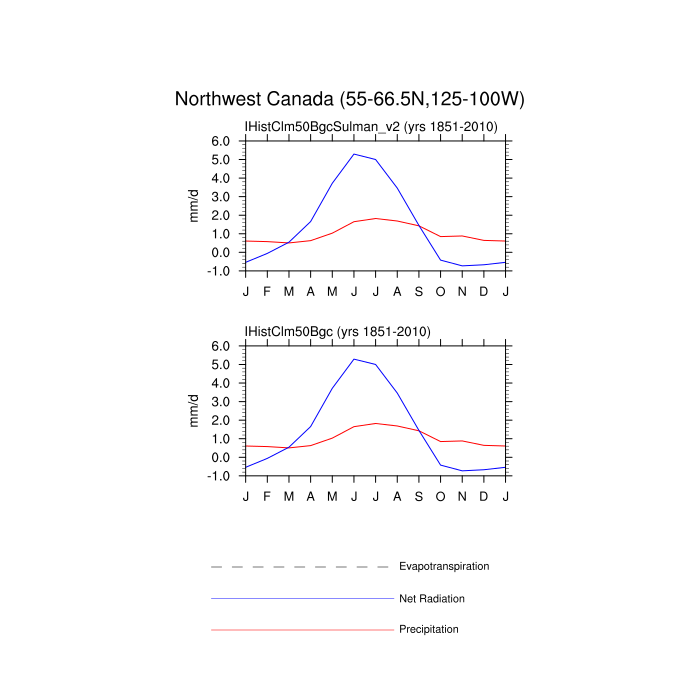 Northwest Canada (55-66.5N,125-100W)
IHistClm50BgcSulman_v2 (yrs 1851-2010)
6.0
5.0
4.0
3.0
2.0
1.0
0.0
-1.0
mm/d
J F M A M J J A S O N D J
IHistClm50Bgc (yrs 1851-2010)
6.0
5.0
4.0
3.0
2.0
1.0
0.0
-1.0
mm/d
J F M A M J J A S O N D J
Evapotranspiration
Net Radiation
Precipitation